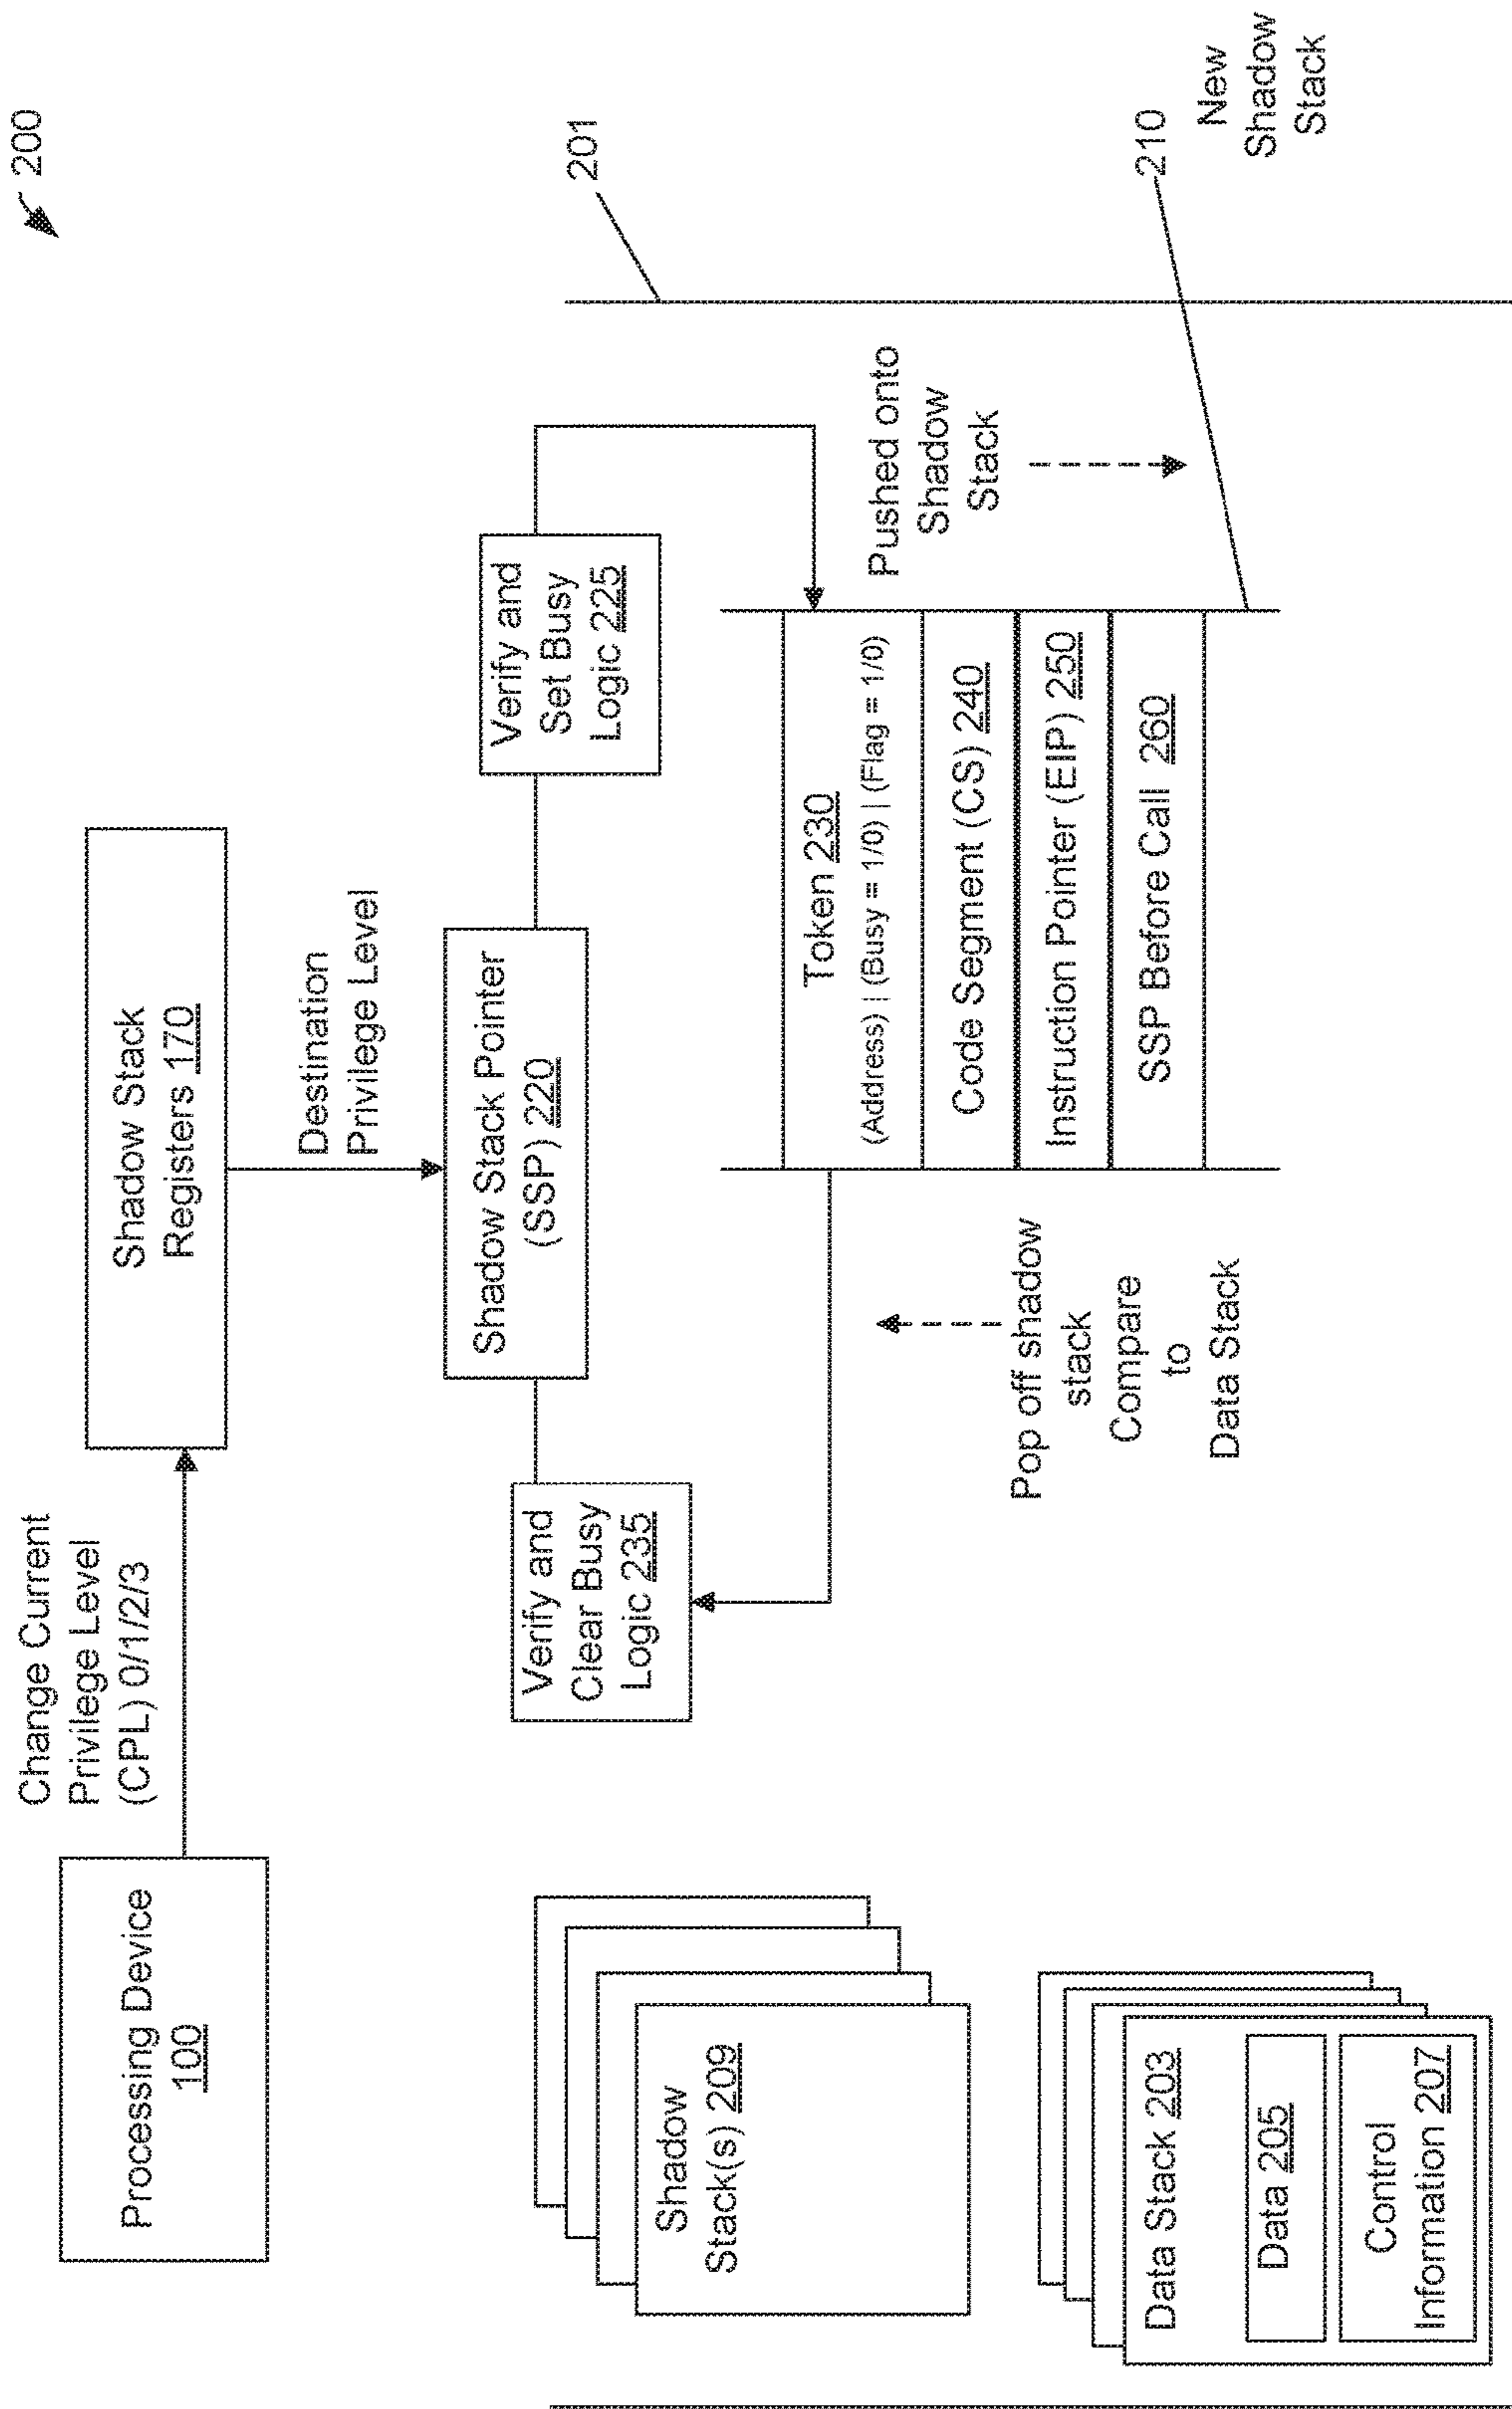 200
Change Current
Privilege Level
(CPL) 0/1/2/3
Processing Device
100
Shadow Stack
Registers 170
Destination
Privilege Level
Shadow Stack Pointer
(SSP) 220
Verify and
Clear Busy
Logic 235
Verify and
Set Busy
Logic 225
201
Shadow
Stack(s) 209
Token 230
(Address) | (Busy = 1/0) | (Flag = 1/0)
Code Segment (CS) 240
Instruction Pointer (EIP) 250
SSP Before Call 260
Pushed onto
Shadow
Stack
Pop off shadow
stack
Compare
to
Data Stack
210
New
Shadow
Stack
Data Stack 203
Data 205
Control
Information 207